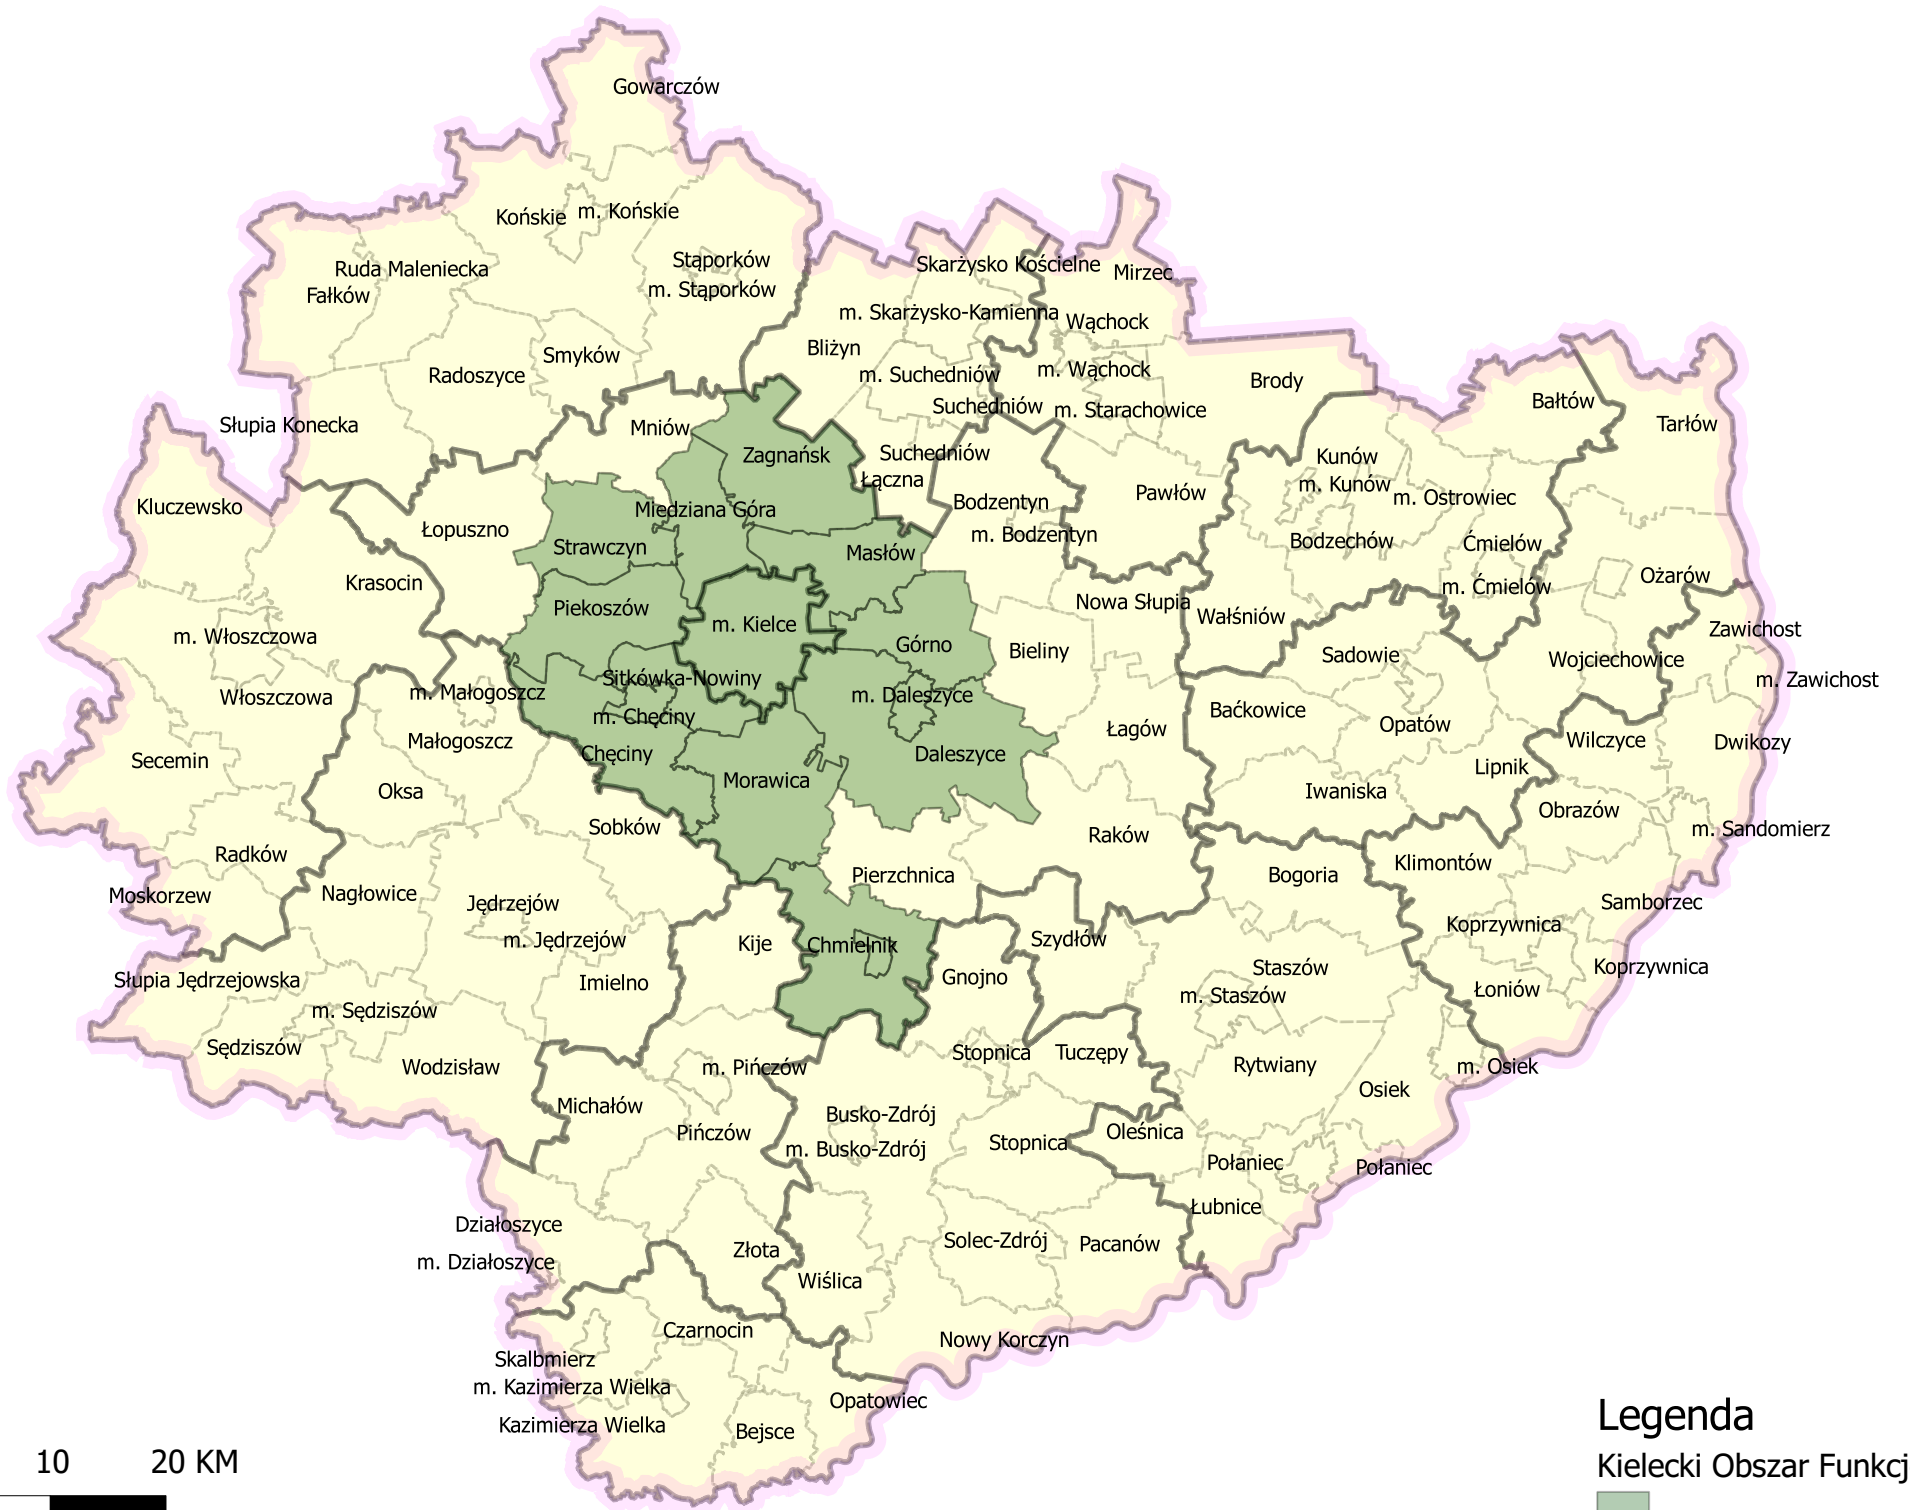 Gowarczów
Końskie
m. Końskie
Stąporków
m. Stąporków
Ruda Maleniecka
Fałków
Skarżysko Kościelne
Mirzec
m. Skarżysko-Kamienna
Wąchock
Bliżyn
Smyków
Radoszyce
m. Suchedniów
m. Wąchock
Brody
Suchedniów
m. Starachowice
Bałtów
Tarłów
Słupia Konecka
Mniów
Zagnańsk
Suchedniów
Łączna
Kunów
m. Kunów
m. Ostrowiec
Kluczewsko
Miedziana Góra
Bodzentyn
Pawłów
m. Bodzentyn
Łopuszno
Strawczyn
Masłów
Bodzechów
Ćmielów
Krasocin
m. Ćmielów
Ożarów
Piekoszów
m. Kielce
Nowa Słupia
Wałśniów
m. Włoszczowa
Górno
Bieliny
Zawichost
Sadowie
Wojciechowice
Włoszczowa
m. Małogoszcz
Sitkówka-Nowiny
m. Daleszyce
m. Zawichost
m. Chęciny
Łagów
Baćkowice
Opatów
Małogoszcz
Chęciny
Daleszyce
Wilczyce
Dwikozy
Secemin
Lipnik
Oksa
Morawica
Iwaniska
Obrazów
Sobków
Raków
m. Sandomierz
Radków
Klimontów
Moskorzew
Nagłowice
Pierzchnica
Bogoria
Jędrzejów
Samborzec
m. Jędrzejów
Kije
Chmielnik
Szydłów
Koprzywnica
Słupia Jędrzejowska
Imielno
Gnojno
Staszów
Koprzywnica
m. Staszów
Łoniów
m. Sędziszów
Sędziszów
Wodzisław
m. Pińczów
Stopnica
Tuczępy
Rytwiany
m. Osiek
Osiek
Michałów
Busko-Zdrój
Pińczów
m. Busko-Zdrój
Stopnica
Oleśnica
Połaniec
Połaniec
Działoszyce
Łubnice
m. Działoszyce
Złota
Solec-Zdrój
Pacanów
Wiślica
Czarnocin
Nowy Korczyn
Skalbmierz
m. Kazimierza Wielka
Opatowiec
Kazimierza Wielka
Bejsce
Legenda
Kielecki Obszar Funkcj
10 20 KM